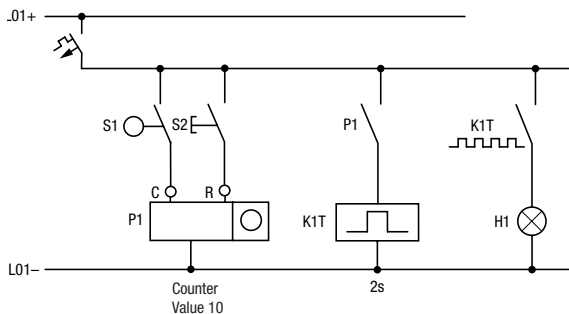 .01+
S1
S2
P1
K1T
C
R
P1
K1T
H1
L01–
Counter
Value 10
2s